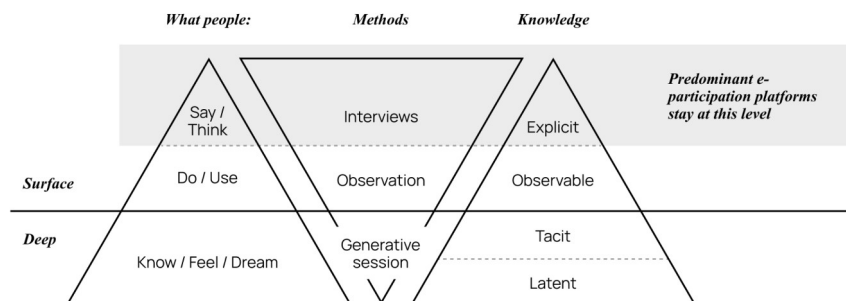 What people:
Methods
Knowledge
Predominant e-
participation platforms
stay at this level
Say /
Think
Interviews
Explicit
Surface
Do / Use
Observation
Observable
Deep
Know / Feel / Dream
Generative
session
Tacit
Latent